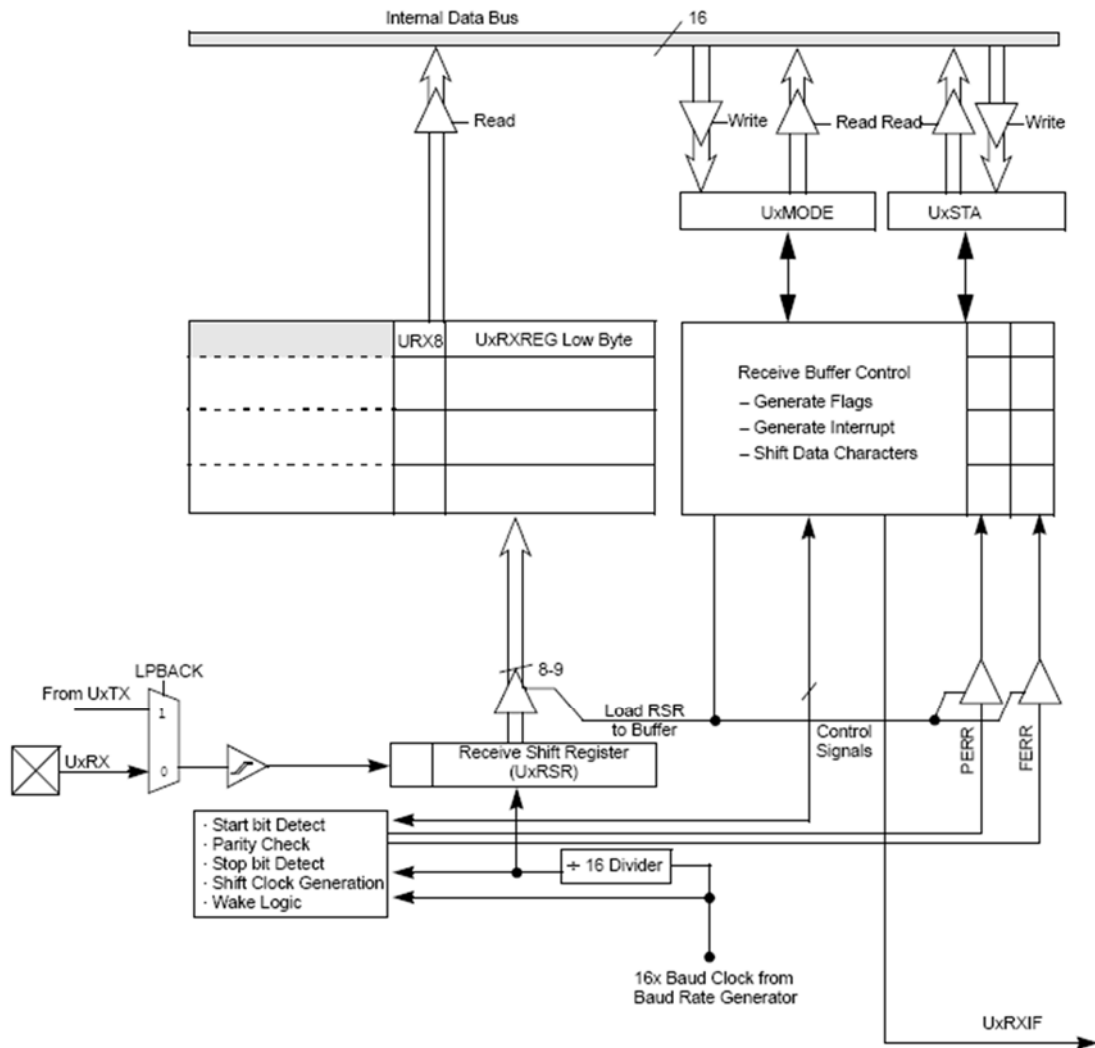 Internal Data Bus
16
Read
Write
Read Read
Write
UxMODE
UxSTA
URX8
UxRXREG Low Byte
Receive Buffer Control
– Generate Flags
– Generate Interrupt
– Shift Data Characters
LPBACK
From UxTX
1
UxRX
0
8-9
Load RSR
to Buffer
Control
Signals
PERR
FERR
Receive Shift Register
(UxRSR)
· Start bit Detect
· Parity Check
· Stop bit Detect
· Shift Clock Generation
· Wake Logic
÷ 16 Divider
16x Baud Clock from
Baud Rate Generator
UxRXIF